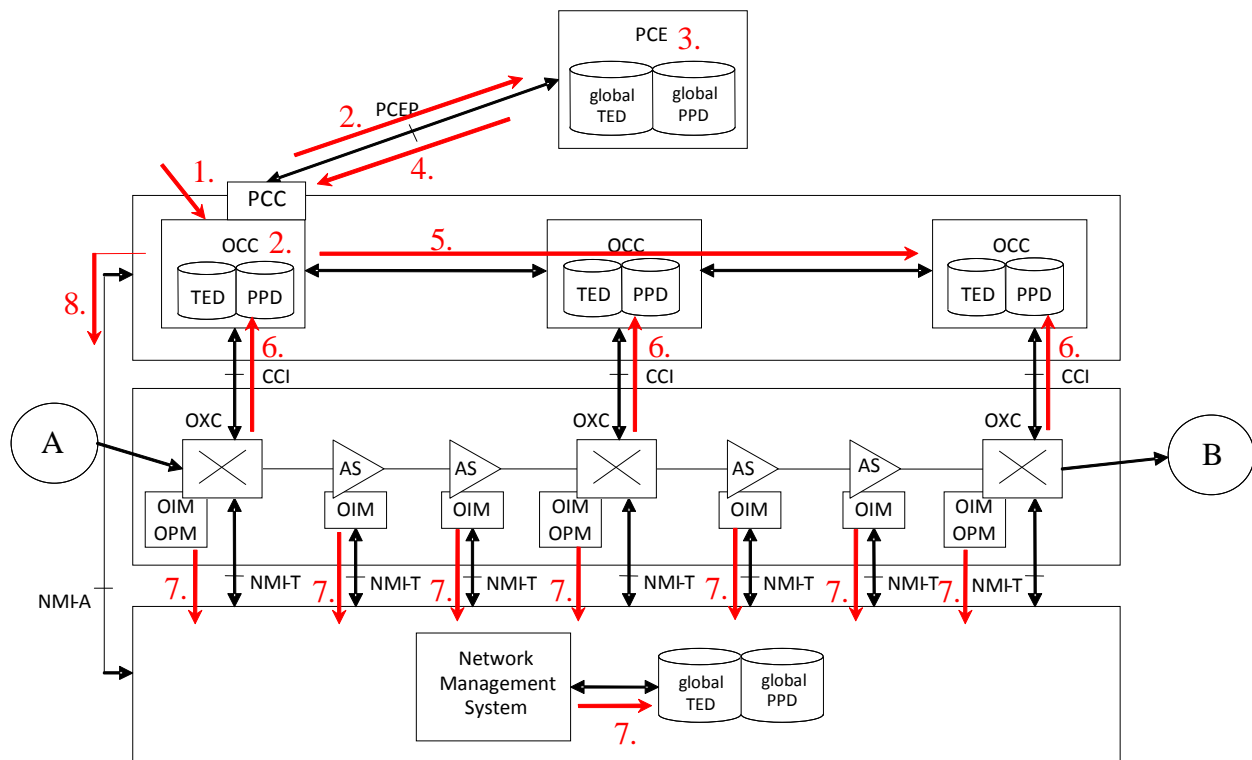 PCE
3.
global
TED
global
PPD
PCEP
2.
4.
1.
PCC
OCC
2.
TED
PPD
5.
OCC
TED
PPD
OCC
TED
PPD
8.
6.
CCI
6.
CCI
6.
CCI
A
OXC
AS
AS
OXC
AS
AS
OXC
B
OIM
OPM
OIM
OIM
OIM
OPM
OIM
OIM
OIM
OPM
NMI-A
7.
NMI-T
7.
NMI-T
7.
NMI-T
7.
NMI-T
7.
NMI-T
7.
NMI-T
7.
NMI-T
Network
Management
System
7.
global
TED
global
PPD